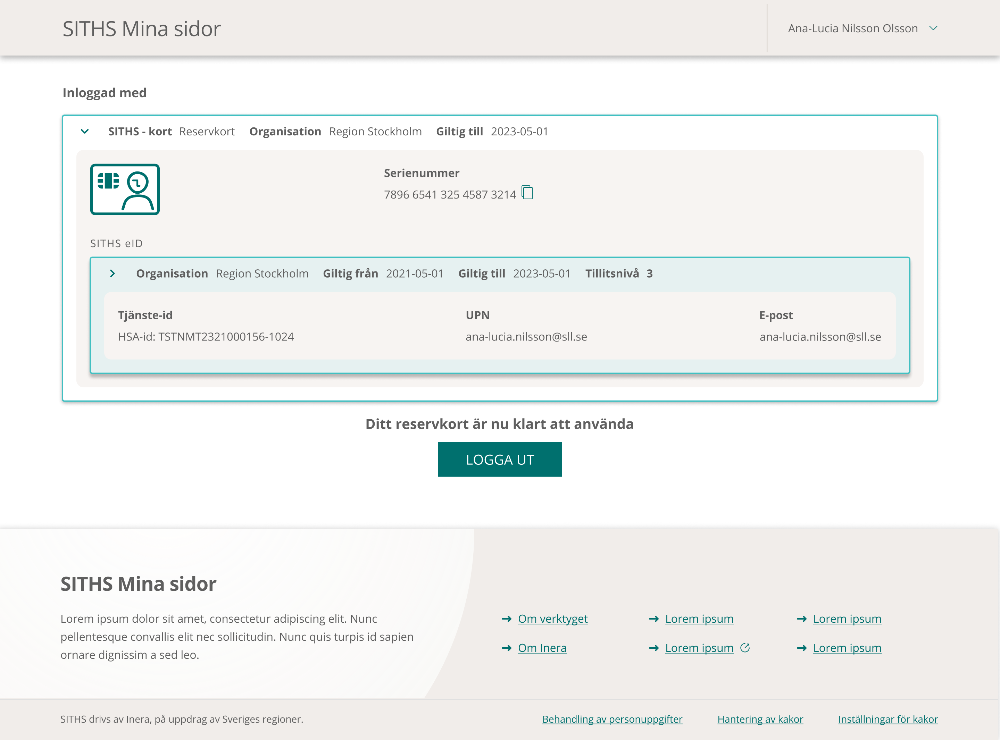 SITHS Mina sidor
Ana-Lucia Nilsson Olsson
Inloggad med
SITHS - kort Reservkort Organisation Region Stockholm Giltig till 2023-05-01
Serienummer
7896 6541 325 4587 3214
SITHS eID
Organisation Region Stockholm Giltig från 2021-05-01 Giltig till 2023-05-01 Tillitsnivå 3
Tjänste-id UPN E-post
HSA-id: TSTNMT2321000156-1024 ana-lucia.nilsson@sll.se ana-lucia.nilsson@sll.se
Ditt reservkort är nu klart att använda
LOGGA UT
SITHS Mina sidor
Lorem ipsum dolor sit amet, consectetur adipiscing elit. Nunc
pellentesque convallis elit nec sollicitudin. Nunc quis turpis id sapien
ornare dignissim a sed leo.
Om verktyget Lorem ipsum Lorem ipsum
Om Inera Lorem ipsum Lorem ipsum
SITHS drivs av Inera, på uppdrag av Sveriges regioner.
Behandling av personuppgifter Hantering av kakor Inställningar för kakor